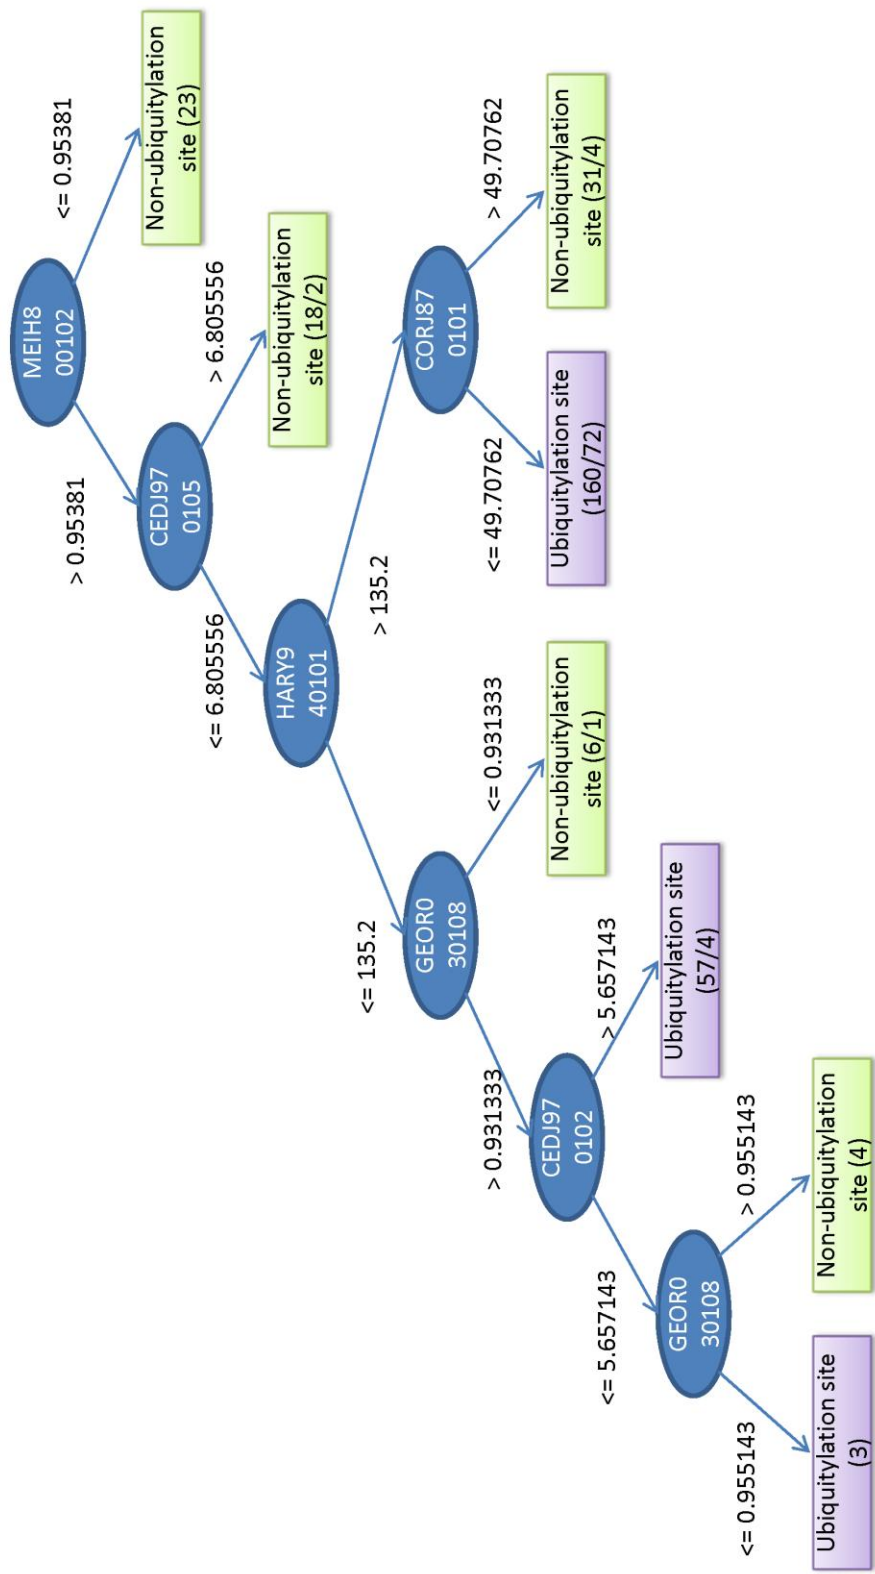 MEIH8
00102
<= 0.95381
Non-ubiquitylation
site (23)
> 0.95381
CEDJ97
0105
> 6.805556
Non-ubiquitylation
site (18/2)
<= 6.805556
HARY9
40101
> 135.2
CORJ87
0101
> 49.70762
Non-ubiquitylation
site (31/4)
<= 49.70762
Ubiquitylation site
(160/72)
<= 135.2
GEOR0
30108
<= 0.931333
Non-ubiquitylation
site (6/1)
> 0.931333
CEDJ97
0102
> 5.657143
Ubiquitylation site
(57/4)
<= 5.657143
GEOR0
30108
> 0.955143
Non-ubiquitylation
site (4)
<= 0.955143
Ubiquitylation site
(3)